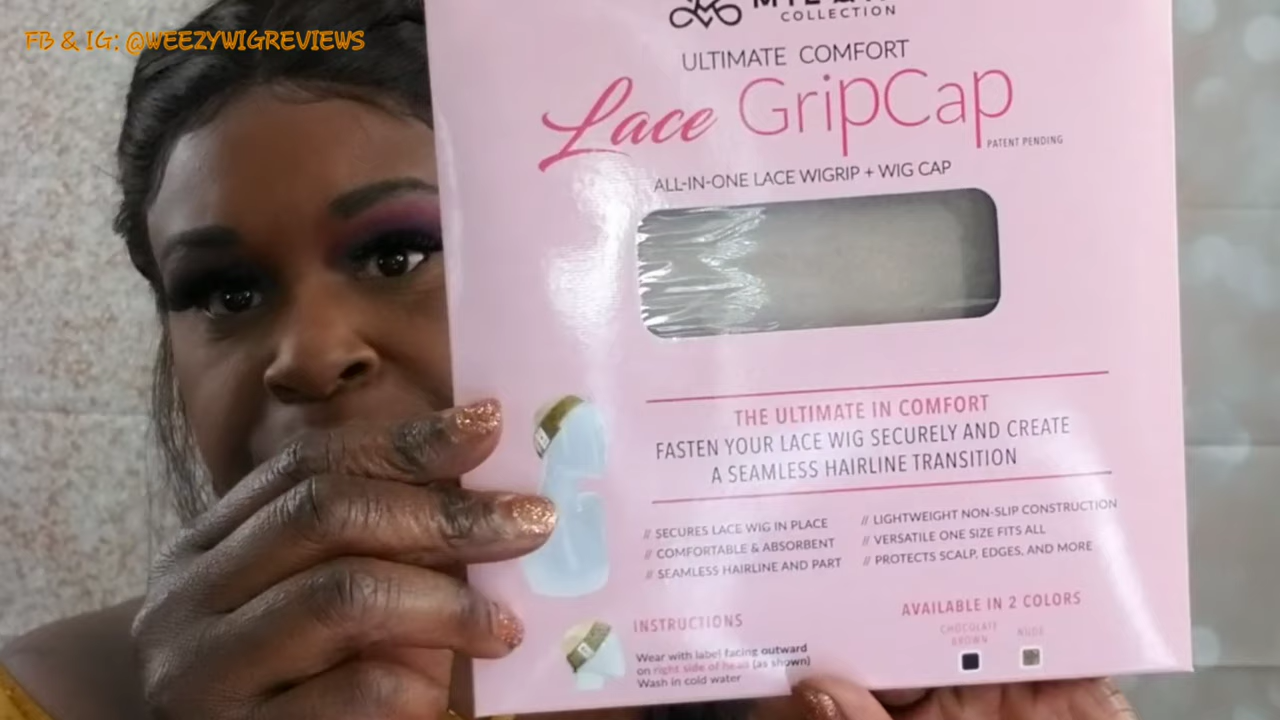 FB & IG: @WEEZYWIGREVIEWS
COLLECTION
ULTIMATE COMFORT
Lace GripCap
PATENT PENDING
ALL-IN-ONE LACE WIGRIP + WIG CAP
THE ULTIMATE IN COMFORT
FASTEN YOUR LACE WIG SECURELY AND CREATE
A SEAMLESS HAIRLINE TRANSITION
// SECURES LACE WIG IN PLACE
// COMFORTABLE & ABSORBENT
// SEAMLESS HAIRLINE AND PART
// LIGHTWEIGHT NON-SLIP CONSTRUCTION
// VERSATILE ONE SIZE FITS ALL
// PROTECTS SCALP, EDGES, AND MORE
AVAILABLE IN 2 COLORS
CHOCOLATE
BROWN
NUDE
INSTRUCTIONS
Wear with label facing outward
on right side of head (as shown)
Wash in cold water